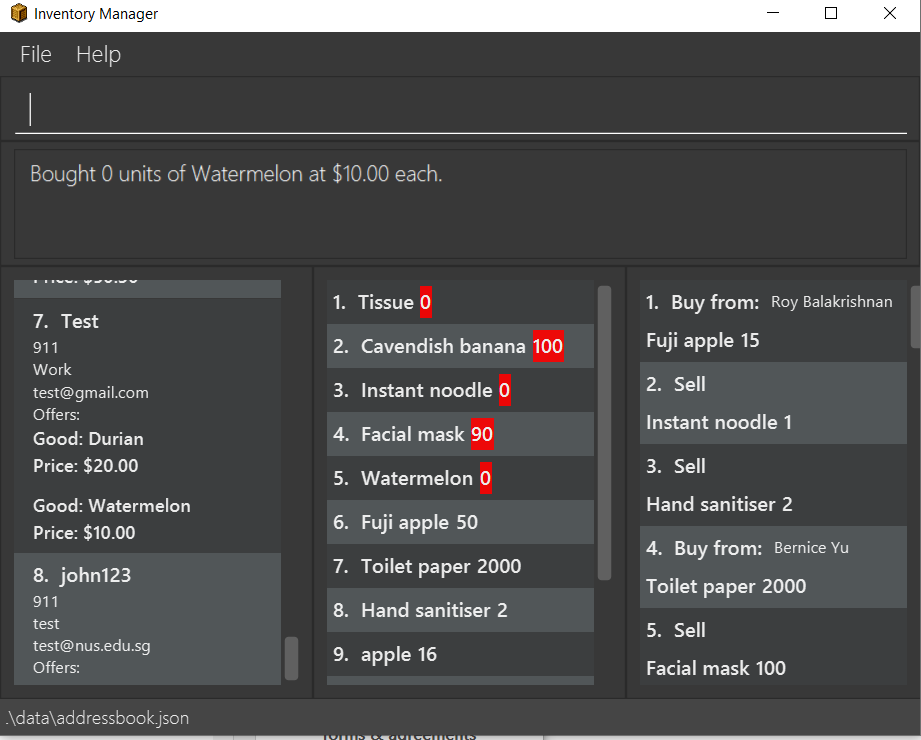 Inventory Manager
File Help
Bought 0 units of Watermelon at $10.00 each.
7. Test
911
Work
test@gmail.com
Offers:
Good: Durian
Price: $20.00
Good: Watermelon
Price: $10.00
8. john123
911
test
test@nus.edu.sg
Offers:
1. Tissue 0
2. Cavendish banana 100
3. Instant noodle 0
4. Facial mask 90
5. Watermelon 0
6. Fuji apple 50
7. Toilet paper 2000
8. Hand sanitiser 2
9. apple 16
1. Buy from: Roy Balakrishnan
Fuji apple 15
2. Sell
Instant noodle 1
3. Sell
Hand sanitiser 2
4. Buy from: Bernice Yu
Toilet paper 2000
5. Sell
Facial mask 100
.\data\addressbook.json